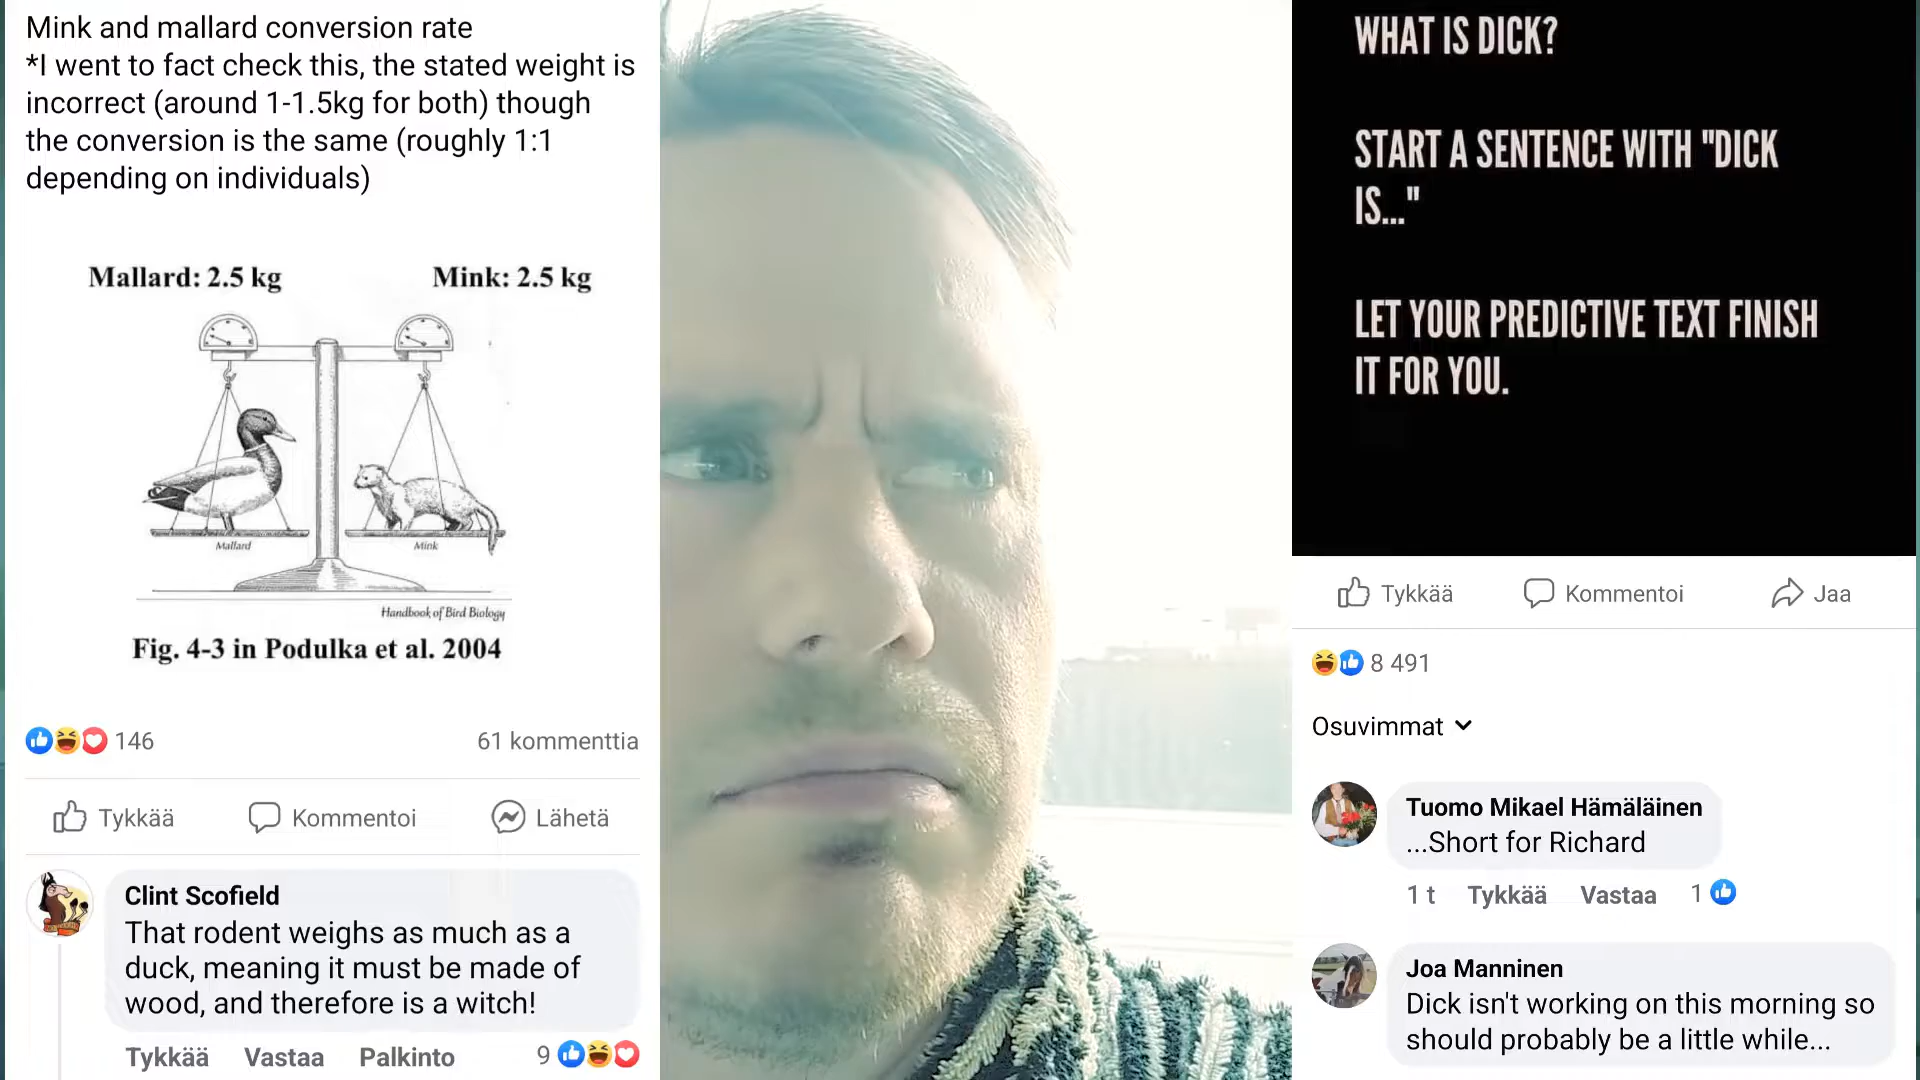 Mink and mallard conversion rate
*I went to fact check this, the stated weight is
incorrect (around 1-1.5kg for both) though
the conversion is the same (roughly 1:1
depending on individuals)
Mallard: 2.5 kg
Mink: 2.5 kg
Mallard
Mink
Handbook of Bird Biology
Fig. 4-3 in Podulka et al. 2004
146
61 kommenttia
Tykkää
Kommentoi
Lähetä
Clint Scofield
That rodent weighs as much as a
duck, meaning it must be made of
wood, and therefore is a witch!
Tykkää
Vastaa
Palkinto
9
WHAT IS DICK?
START A SENTENCE WITH "DICK
IS..."
LET YOUR PREDICTIVE TEXT FINISH
IT FOR YOU.
Tykkää
Kommentoi
Jaa
8 491
Osuvimmat
Tuomo Mikael Hämäläinen
...Short for Richard
1 t
Tykkää
Vastaa
1
Joa Manninen
Dick isn't working on this morning so
should probably be a little while...